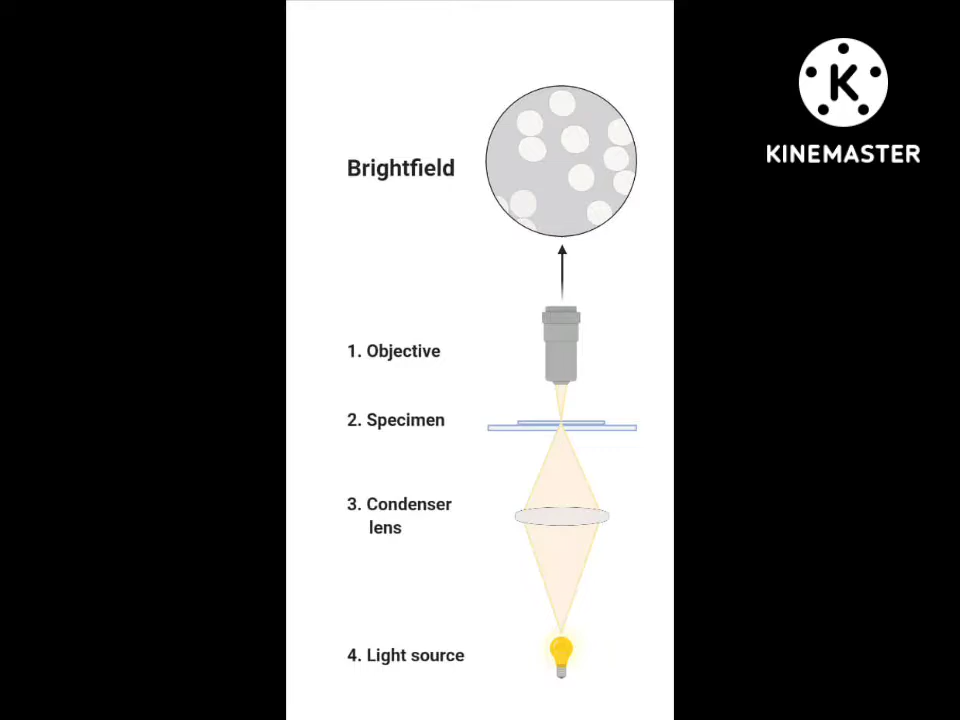 Brightfield
1. Objective
2. Specimen
3. Condenser
lens
4. Light source
K
KINEMASTER